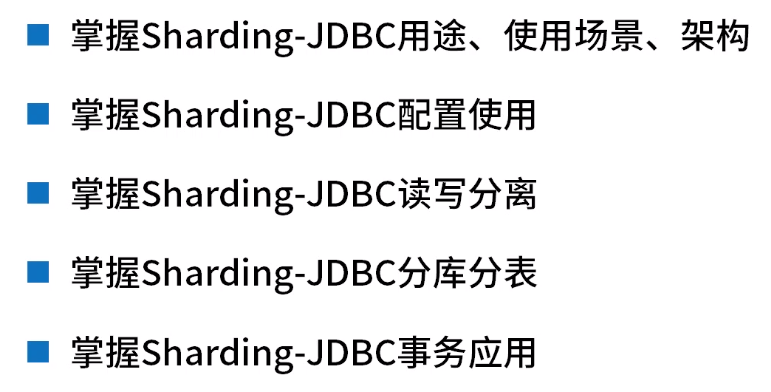 掌握Sharding-JDBC用途、使用场景、架构
掌握Sharding-JDBC配置使用
掌握Sharding-JDBC读写分离
掌握Sharding-JDBC分库分表
掌握Sharding-JDBC事务应用